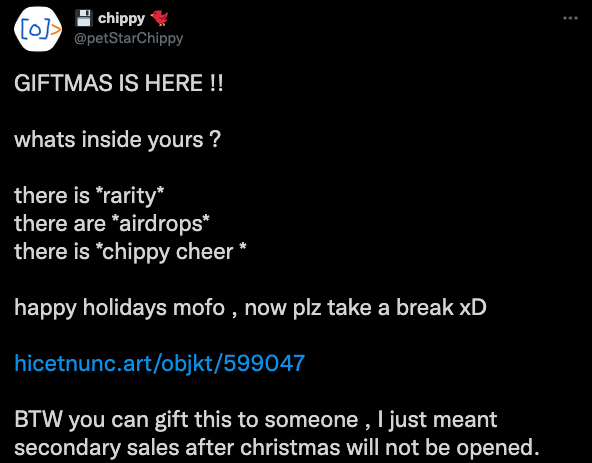 [o]>
💾 chippy 🐦
@petStarChippy
GIFTMAS IS HERE !!
whats inside yours ?
there is *rarity*
there are *airdrops*
there is *chippy cheer *
happy holidays mofo , now plz take a break xD
hicetnunc.art/objkt/599047
BTW you can gift this to someone , I just meant
secondary sales after christmas will not be opened.